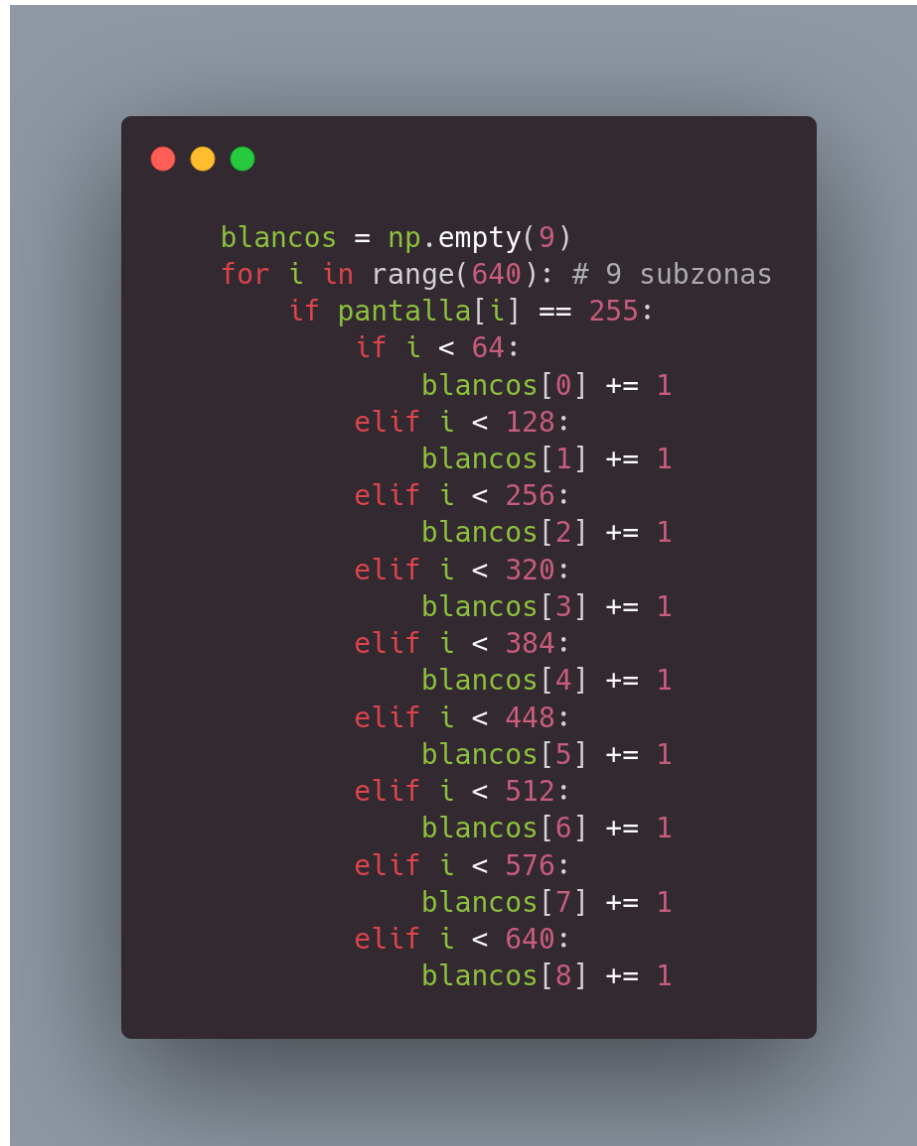 blancos = np.empty(9)
for i in range(640): # 9 subzonas
    if pantalla[i] == 255:
        if i < 64:
            blancos[0] += 1
        elif i < 128:
            blancos[1] += 1
        elif i < 256:
            blancos[2] += 1
        elif i < 320:
            blancos[3] += 1
        elif i < 384:
            blancos[4] += 1
        elif i < 448:
            blancos[5] += 1
        elif i < 512:
            blancos[6] += 1
        elif i < 576:
            blancos[7] += 1
        elif i < 640:
            blancos[8] += 1